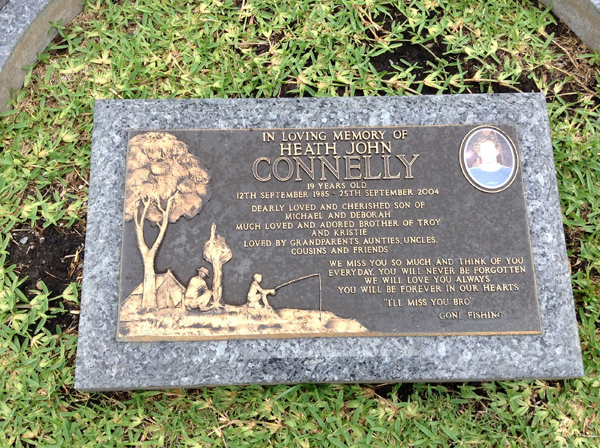 IN LOVING MEMORY OF
HEATH JOHN
CONNELLY
19 YEARS OLD
12TH SEPTEMBER 1985 - 25TH SEPTEMBER 2004
DEARLY LOVED AND CHERISHED SON OF
MICHAEL AND DEBORAH
MUCH LOVED AND ADORED BROTHER OF TROY
AND KRISTIE
LOVED BY GRANDPARENTS, AUNTIES, UNCLES,
COUSINS AND FRIENDS
WE MISS YOU SO MUCH AND THINK OF YOU
EVERYDAY, YOU WILL NEVER BE FORGOTTEN
WE WILL LOVE YOU ALWAYS
YOU WILL BE FOREVER IN OUR HEARTS
"I'LL MISS YOU BRO"
GONE FISHING